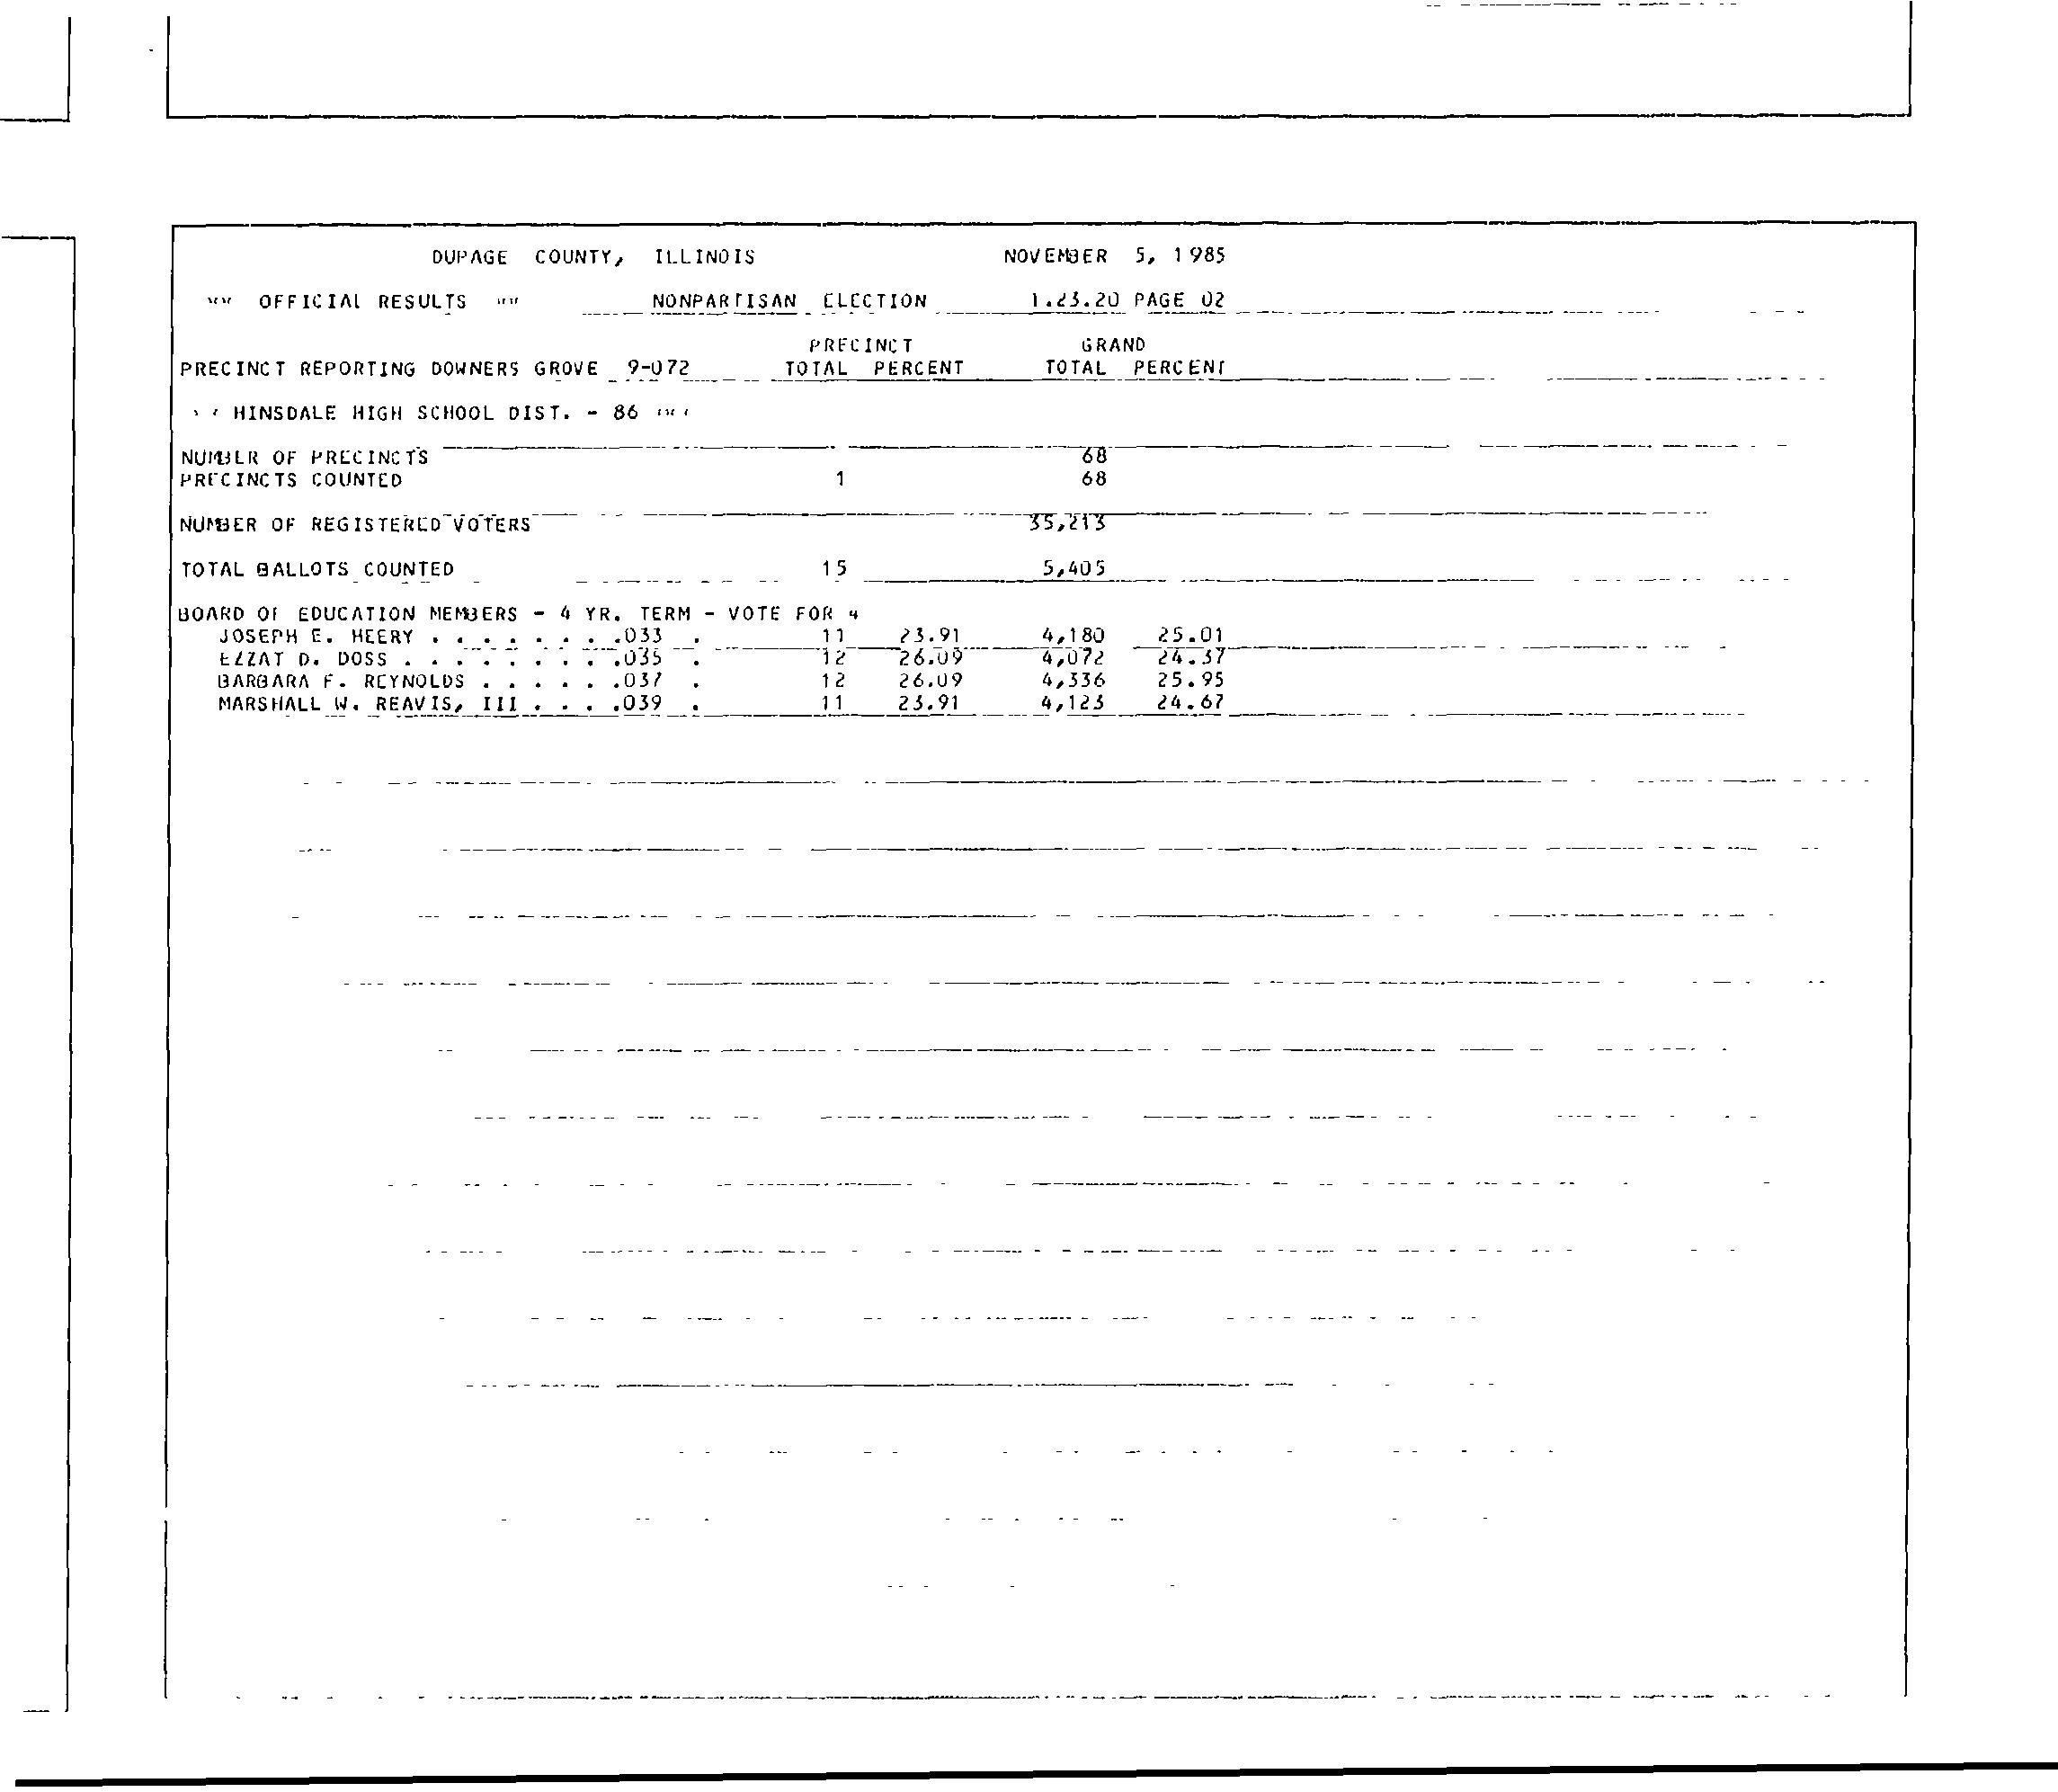 DUPAGE COUNTY, ILLINOIS NOVEMBER 5, 1985
OFFICIAL RESULTS NONPARTISAN ELECTION 1.23.20 PAGE 02
PRECINCT GRAND
PRECINCT REPORTING DOWNERS GROVE 9-072 TOTAL PERCENT TOTAL PERCENT
HINSDALE HIGH SCHOOL DIST. - 86
NUMBER OF PRECINCTS 68
PRECINCTS COUNTED 1 68
NUMBER OF REGISTERED VOTERS 35,213
TOTAL BALLOTS COUNTED 15 5,405
BOARD OF EDUCATION MEMBERS - 4 YR. TERM - VOTE FOR 4
JOSEPH E. HEERY . . . . . . . .033 . 11 23.91 4,180 25.01
EZZAT D. DOSS . . . . . . . . .035 . 12 26.09 4,072 24.37
BARBARA F. REYNOLDS . . . . . .037 . 12 26.09 4,336 25.95
MARSHALL W. REAVIS, III . . . .039 . 11 23.91 4,123 24.67